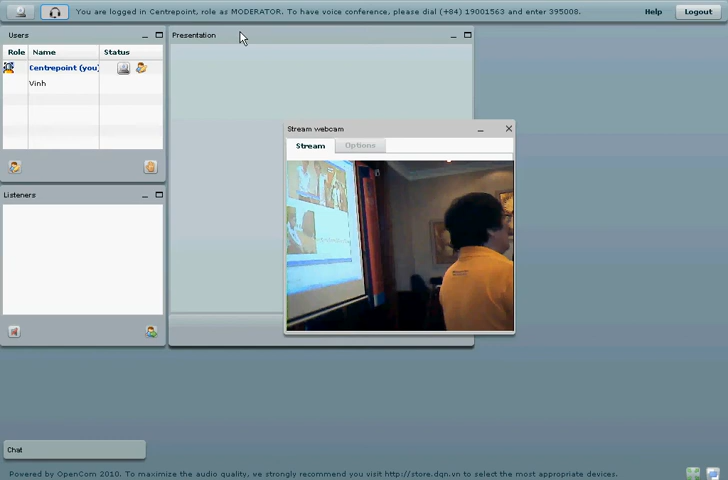 You are logged in Centrepoint, role as MODERATOR. To have voice conference, please dial (+84) 19001563 and enter 395008.
Help
Logout
Users
Role Name Status
Centrepoint (you)
Vinh
Presentation
Stream webcam
Stream
Options
Listeners
Chat
Powered by OpenCom 2010. To maximize the audio quality, we strongly recommend you visit http://store.dqn.vn to select the most appropriate devices.